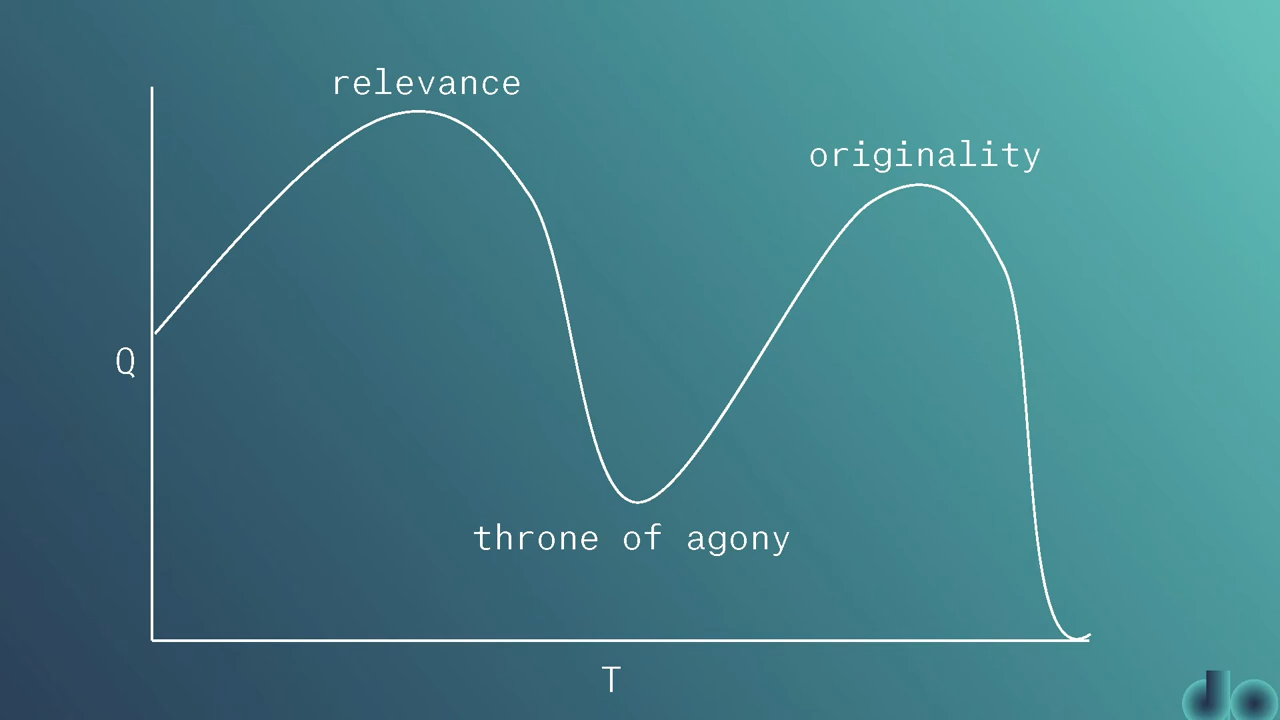 relevance
originality
Q
throne of agony
T